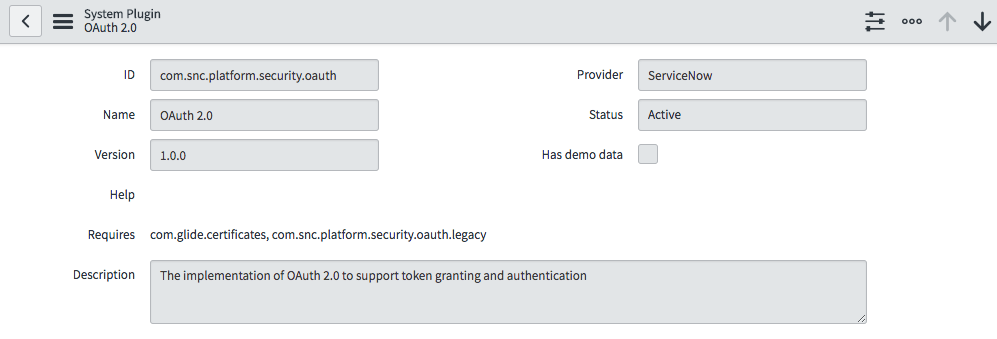 System Plugin
OAuth 2.0
ID com.snc.platform.security.oauth Provider ServiceNow
Name OAuth 2.0 Status Active
Version 1.0.0 Has demo data
Help
Requires com.glide.certificates, com.snc.platform.security.oauth.legacy
Description The implementation of OAuth 2.0 to support token granting and authentication